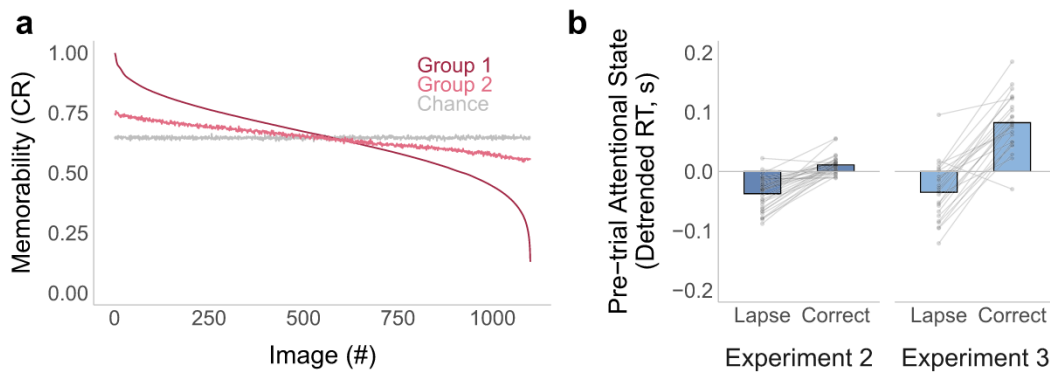 a
Memorability (CR)
1.00
0.75
0.50
0.25
0.00
Group 1
Group 2
Chance
0
250
500
750
1000
Image (#)
b
Pre−trial Attentional State
(Detrended RT, s)
0.2
0.1
0.0
−0.1
−0.2
Lapse Correct
Lapse Correct
Experiment 2
Experiment 3